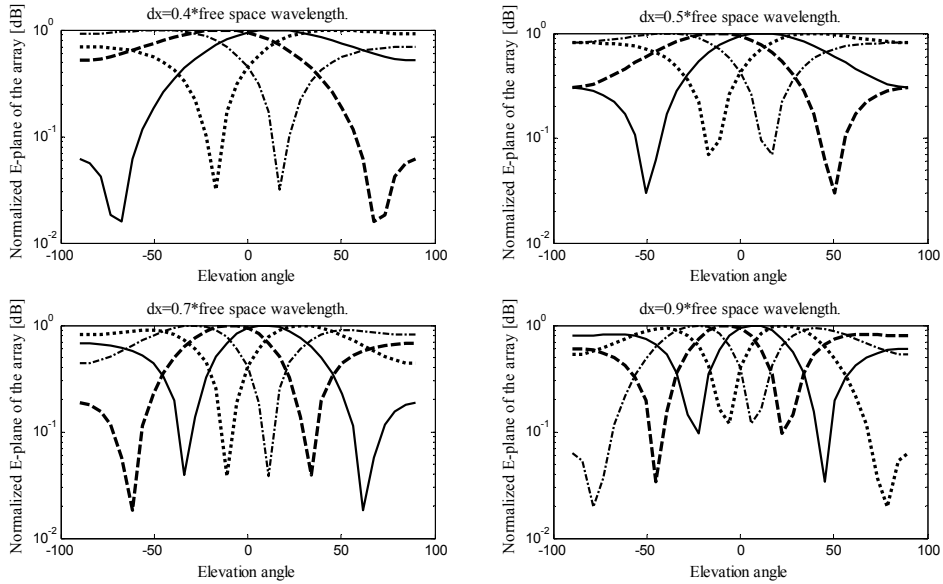 dx=0.4*free space wavelength.
Normalized E-plane of the array [dB]
10^0
10^-1
10^-2
-100 -50 0 50 100
Elevation angle
dx=0.5*free space wavelength.
Normalized E-plane of the array [dB]
10^0
10^-1
10^-2
-100 -50 0 50 100
Elevation angle
dx=0.7*free space wavelength.
Normalized E-plane of the array [dB]
10^0
10^-1
10^-2
-100 -50 0 50 100
Elevation angle
dx=0.9*free space wavelength.
Normalized E-plane of the array [dB]
10^0
10^-1
10^-2
-100 -50 0 50 100
Elevation angle